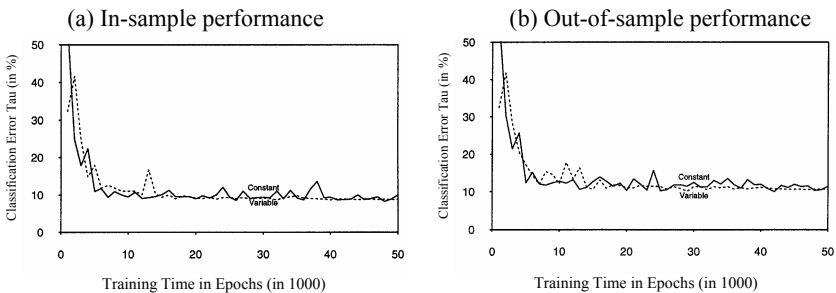 (a) In-sample performance
Classification Error Tau (in %)
50
40
30
20
10
0
Constant
Variable
0 10 20 30 40 50
Training Time in Epochs (in 1000)
(b) Out-of-sample performance
Classification Error Tau (in %)
50
40
30
20
10
0
Constant
Variable
0 10 20 30 40 50
Training Time in Epochs (in 1000)